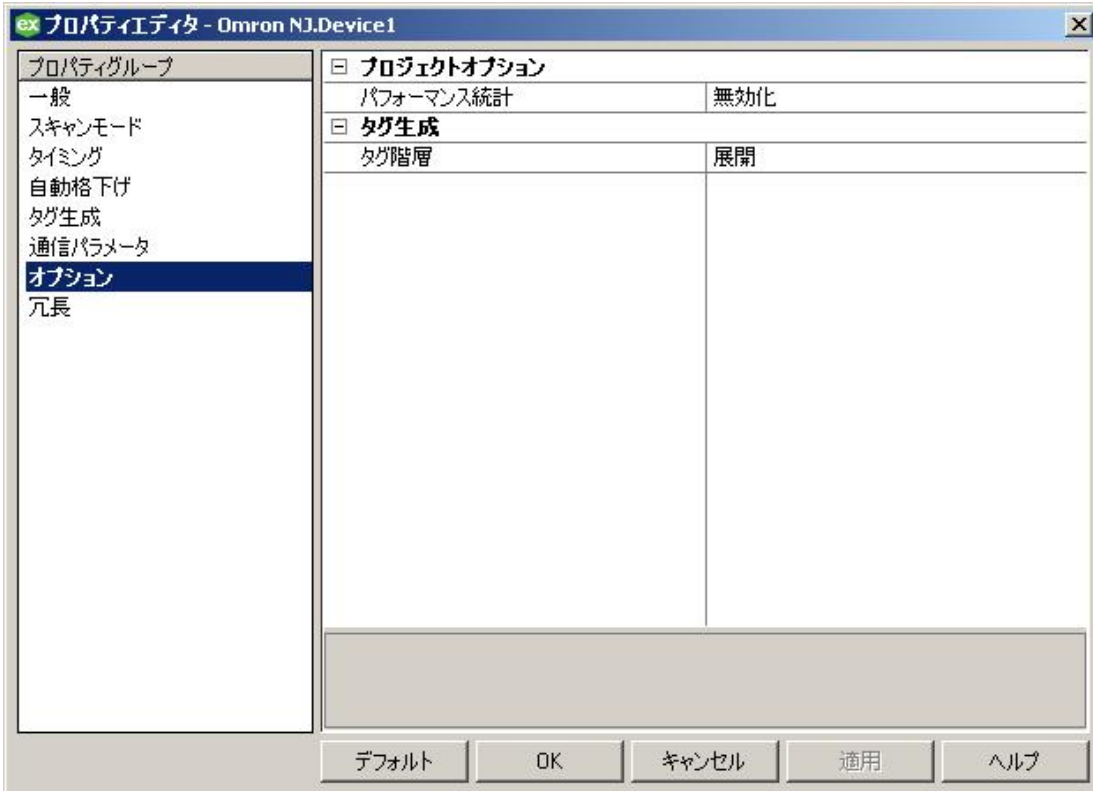 ex プロパティエディタ - Omron NJ.Device1
プロパティグループ
一般
スキャンモード
タイミング
自動格下げ
タグ生成
通信パラメータ
オプション
冗長
プロジェクトオプション
パフォーマンス統計 無効化
タグ生成
タグ階層 展開
デフォルト OK キャンセル 適用 ヘルプ